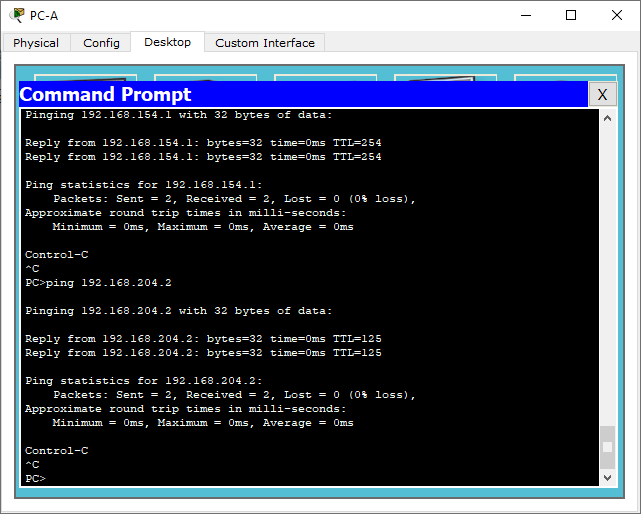 PC-A
Physical Config Desktop Custom Interface
Command Prompt X
Pinging 192.168.154.1 with 32 bytes of data:
Reply from 192.168.154.1: bytes=32 time=0ms TTL=254
Reply from 192.168.154.1: bytes=32 time=0ms TTL=254
Ping statistics for 192.168.154.1:
Packets: Sent = 2, Received = 2, Lost = 0 (0% loss),
Approximate round trip times in milli-seconds:
Minimum = 0ms, Maximum = 0ms, Average = 0ms
Control-C
^C
PC>ping 192.168.204.2
Pinging 192.168.204.2 with 32 bytes of data:
Reply from 192.168.204.2: bytes=32 time=0ms TTL=125
Reply from 192.168.204.2: bytes=32 time=0ms TTL=125
Ping statistics for 192.168.204.2:
Packets: Sent = 2, Received = 2, Lost = 0 (0% loss),
Approximate round trip times in milli-seconds:
Minimum = 0ms, Maximum = 0ms, Average = 0ms
Control-C
^C
PC>